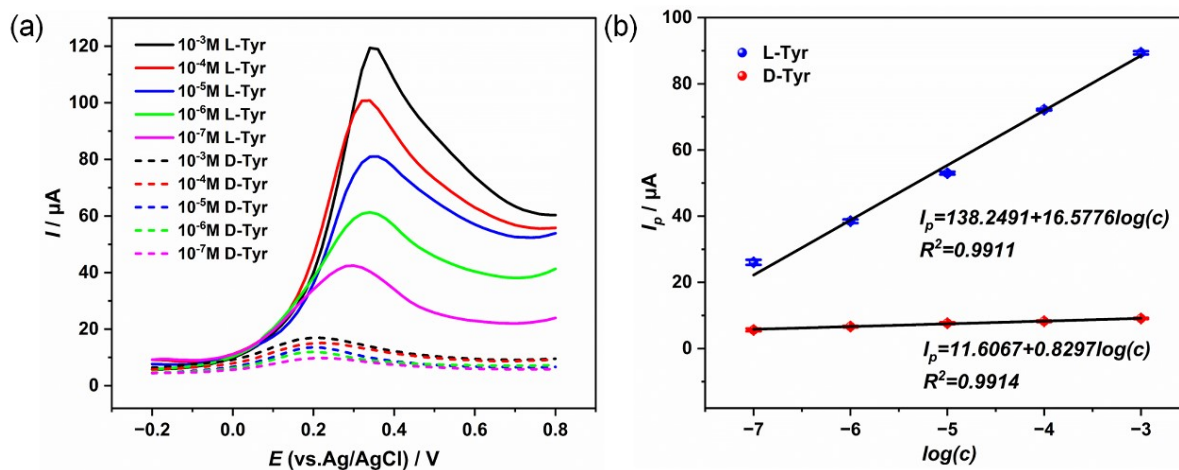 (a)
120
100
80
60
40
20
0
I / μA
10⁻³M L-Tyr
10⁻⁴M L-Tyr
10⁻⁵M L-Tyr
10⁻⁶M L-Tyr
10⁻⁷M L-Tyr
10⁻³M D-Tyr
10⁻⁴M D-Tyr
10⁻⁵M D-Tyr
10⁻⁶M D-Tyr
10⁻⁷M D-Tyr
−0.2 0.0 0.2 0.4 0.6 0.8
E (vs.Ag/AgCl) / V
(b)
100
80
60
40
20
0
Iₚ / μA
L-Tyr
D-Tyr
Iₚ=138.2491+16.5776log(c)
R²=0.9911
Iₚ=11.6067+0.8297log(c)
R²=0.9914
−7 −6 −5 −4 −3
log(c)